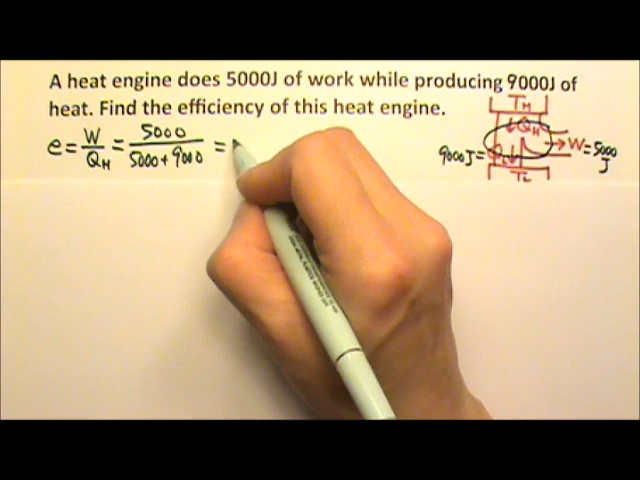 A heat engine does 5000J of work while producing 9000J of
heat. Find the efficiency of this heat engine.
e = W/QH = 5000/(5000+9000) =
TH
QH
9000J = QL
W = 5000 J
TL